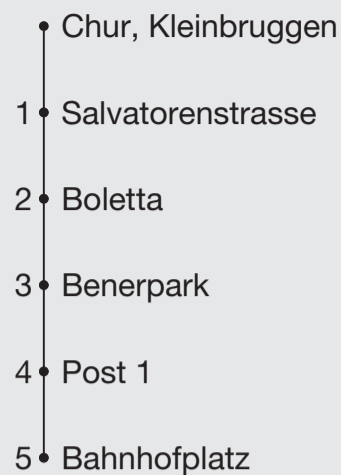 Chur, Kleinbruggen
1 Salvatorenstrasse
2 Boletta
3 Benerpark
4 Post 1
5 Bahnhofplatz